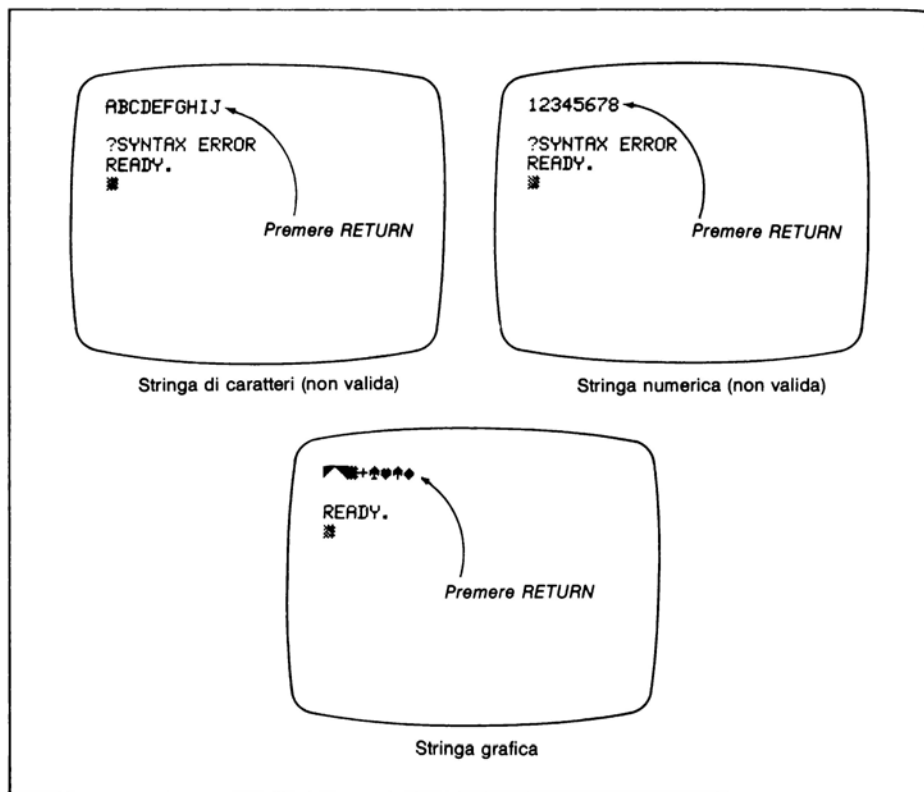 ABCDEFGHIJ
?SYNTAX ERROR
READY.
Premere RETURN
Stringa di caratteri (non valida)
12345678
?SYNTAX ERROR
READY.
Premere RETURN
Stringa numerica (non valida)
+♠♥♠♦
READY.
Premere RETURN
Stringa grafica